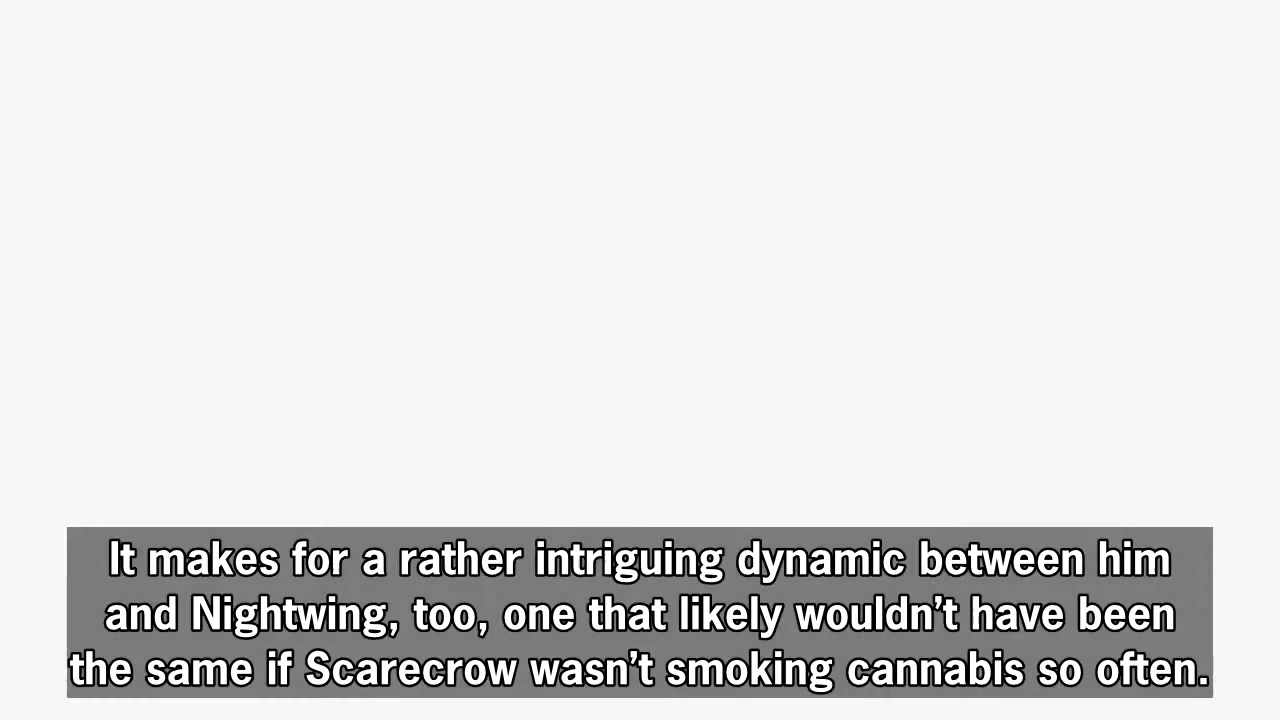 It makes for a rather intriguing dynamic between him
and Nightwing, too, one that likely wouldn’t have been
the same if Scarecrow wasn’t smoking cannabis so often.